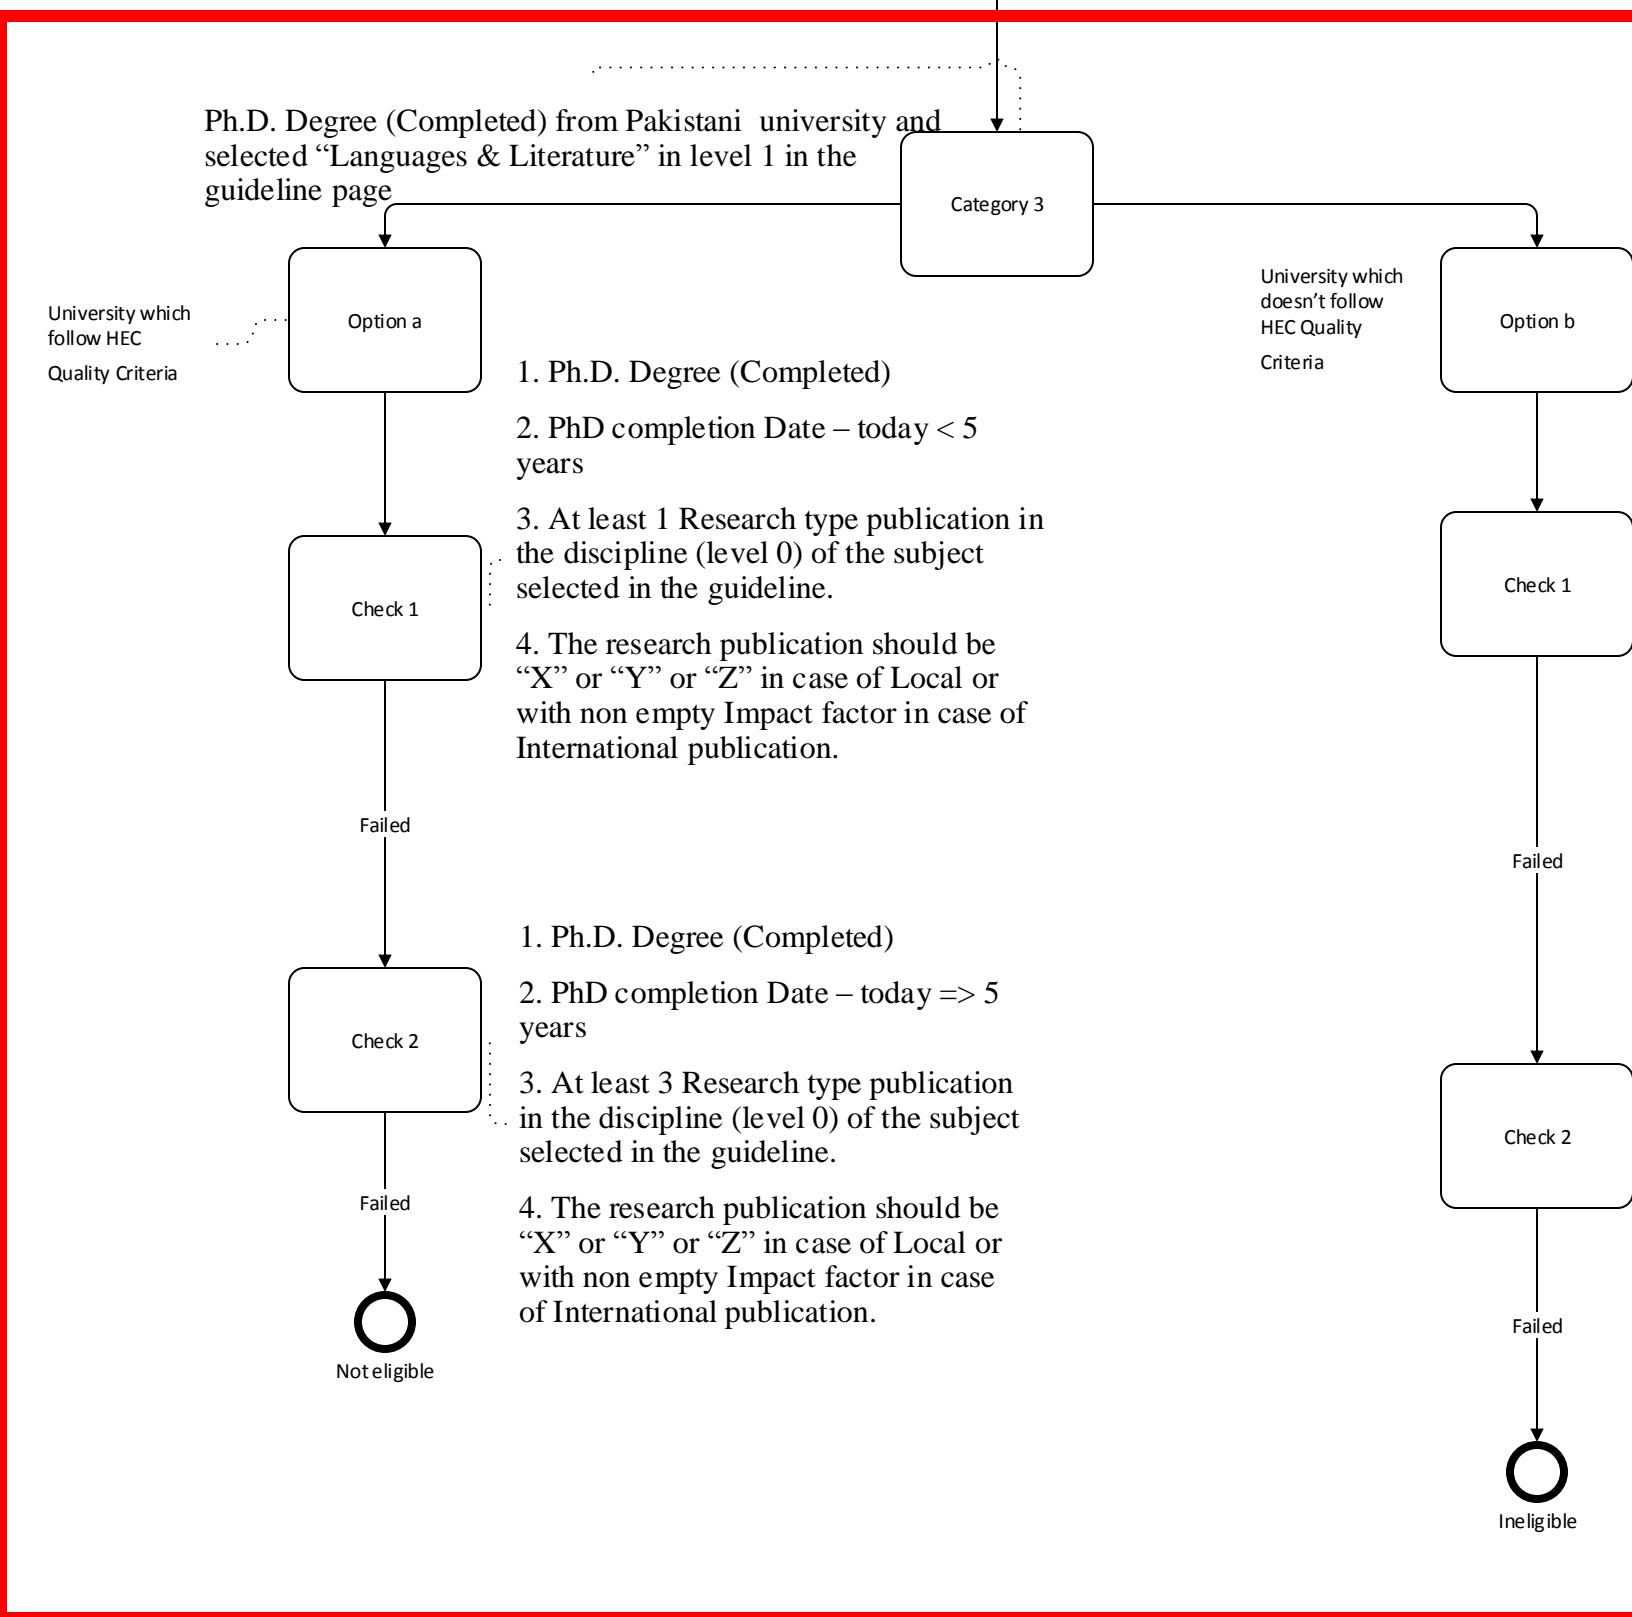 Ph.D. Degree (Completed) from Pakistani university and
selected “Languages & Literature” in level 1 in the
guideline page
Category 3
Option a
University which
follow HEC
Quality Criteria
University which
doesn’t follow
HEC Quality
Criteria
Option b
1. Ph.D. Degree (Completed)
2. PhD completion Date – today < 5
years
3. At least 1 Research type publication in
the discipline (level 0) of the subject
selected in the guideline.
4. The research publication should be
“X” or “Y” or “Z” in case of Local or
with non empty Impact factor in case of
International publication.
Check 1
Check 1
Failed
Failed
1. Ph.D. Degree (Completed)
2. PhD completion Date – today => 5
years
3. At least 3 Research type publication
in the discipline (level 0) of the subject
selected in the guideline.
4. The research publication should be
“X” or “Y” or “Z” in case of Local or
with non empty Impact factor in case
of International publication.
Check 2
Check 2
Failed
Failed
Not eligible
Ineligible